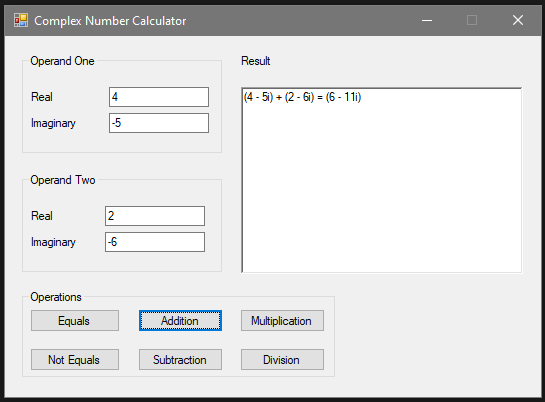 Complex Number Calculator
Operand One
Real 4
Imaginary -5
Operand Two
Real 2
Imaginary -6
Result
(4 - 5i) + (2 - 6i) = (6 - 11i)
Operations
Equals Addition Multiplication
Not Equals Subtraction Division